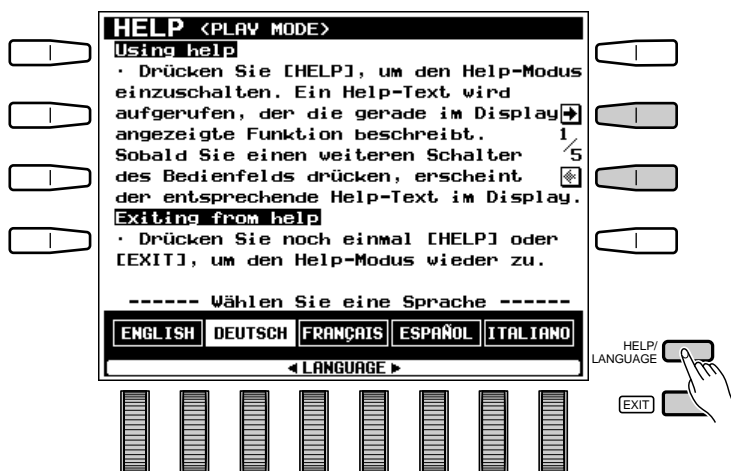 HELP <PLAY MODE>
Using help
· Drücken Sie [HELP], um den Help-Modus
einzuschalten. Ein Help-Text wird
aufgerufen, der die gerade im Display
angezeigte Funktion beschreibt. 1/5
Sobald Sie einen weiteren Schalter
des Bedienfelds drücken, erscheint
der entsprechende Help-Text im Display.
Exiting from help
· Drücken Sie noch einmal [HELP] oder
[EXIT], um den Help-Modus wieder zu.
------ Wählen Sie eine Sprache ------
ENGLISH DEUTSCH FRANÇAIS ESPAÑOL ITALIANO
◀ LANGUAGE ▶
HELP/
LANGUAGE
EXIT